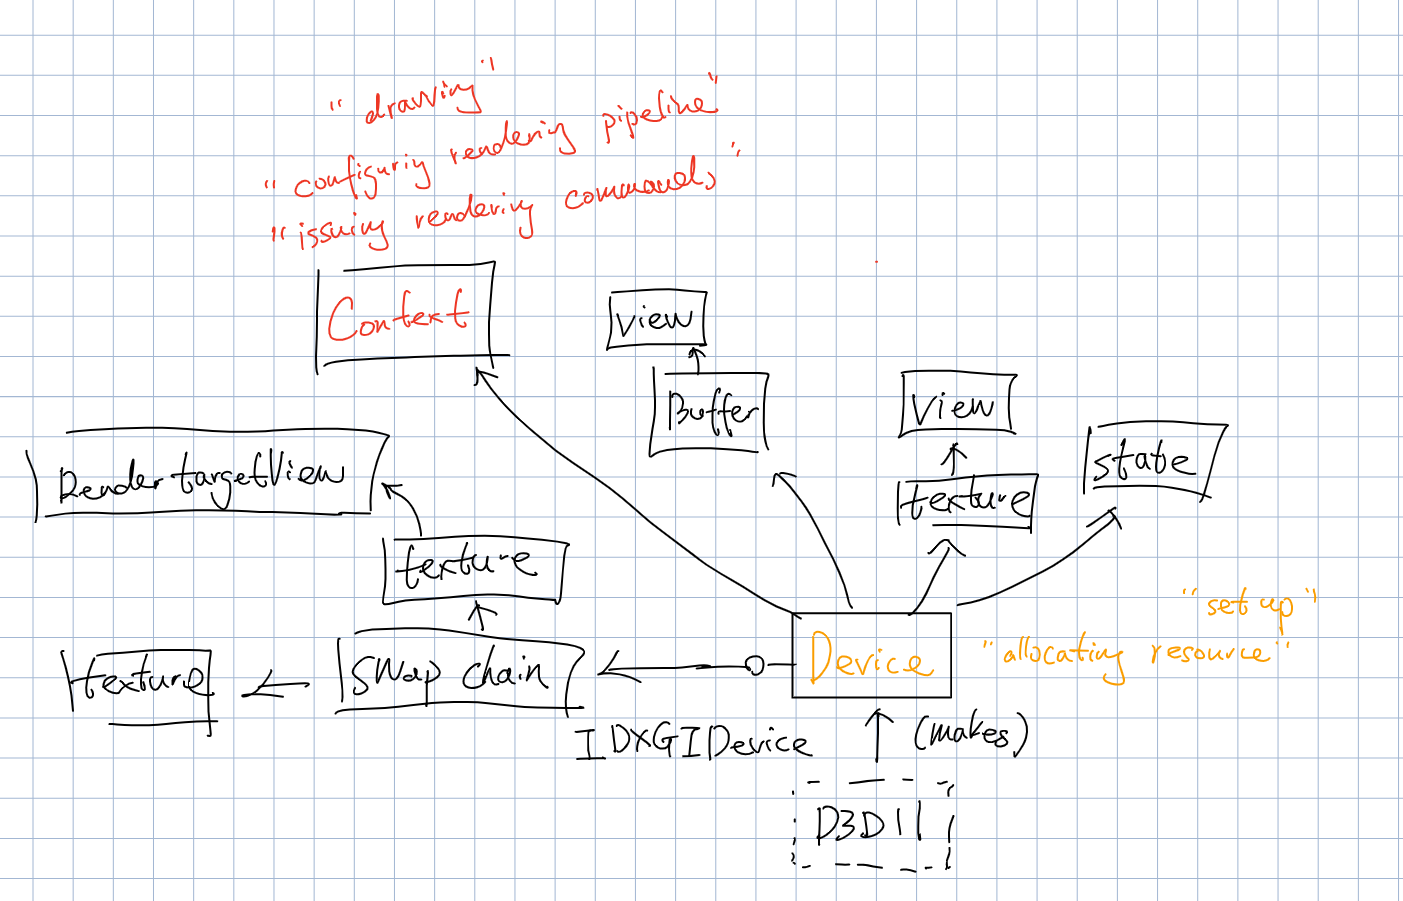 " drawing "
" configuring rendering pipeline"
"issuing rendering commands "
Context
view
Buffer
View
state
RendertargetView
texture
texture
"set up"
"allocating resource"
Device
swap chain
texture
IDXGIDevice
(makes)
D3D11